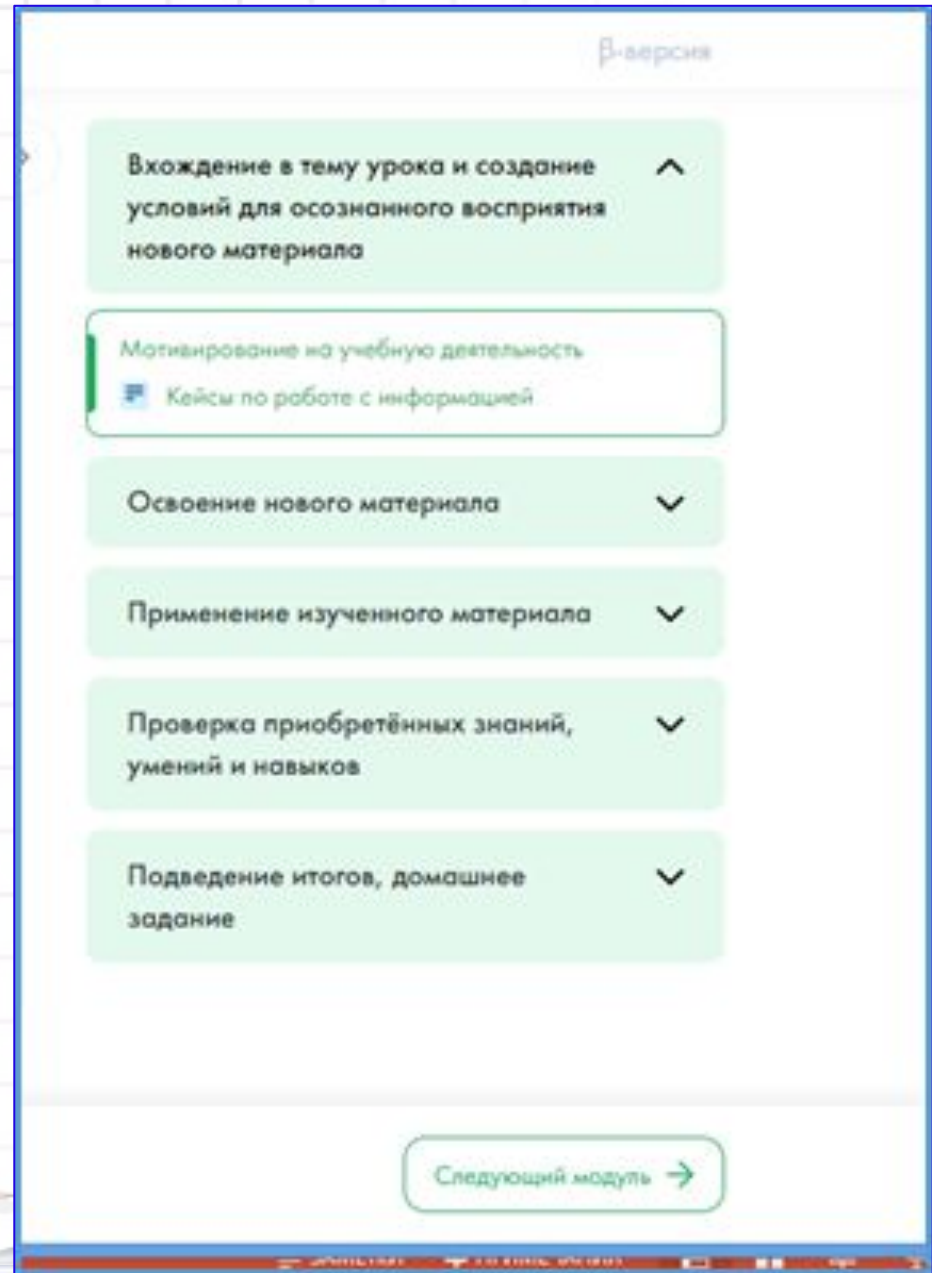 β-версия
Вхождение в тему урока и создание
условий для осознанного восприятия
нового материала
Мотивирование на учебную деятельность
Кейсы по работе с информацией
Освоение нового материала
Применение изученного материала
Проверка приобретённых знаний,
умений и навыков
Подведение итогов, домашнее
задание
Следующий модуль